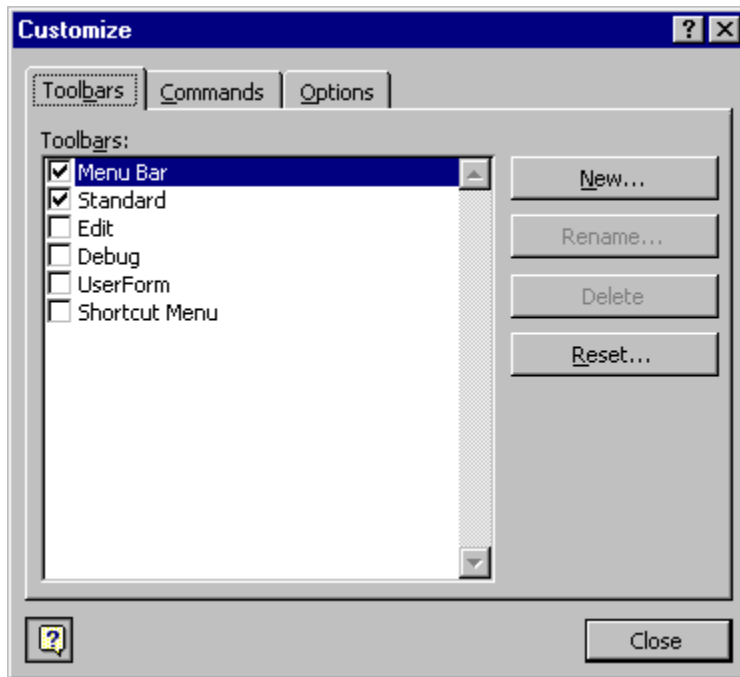 Customize
Toolbars Commands Options
Toolbars:
Menu Bar
Standard
Edit
Debug
UserForm
Shortcut Menu
New...
Rename...
Delete
Reset...
Close